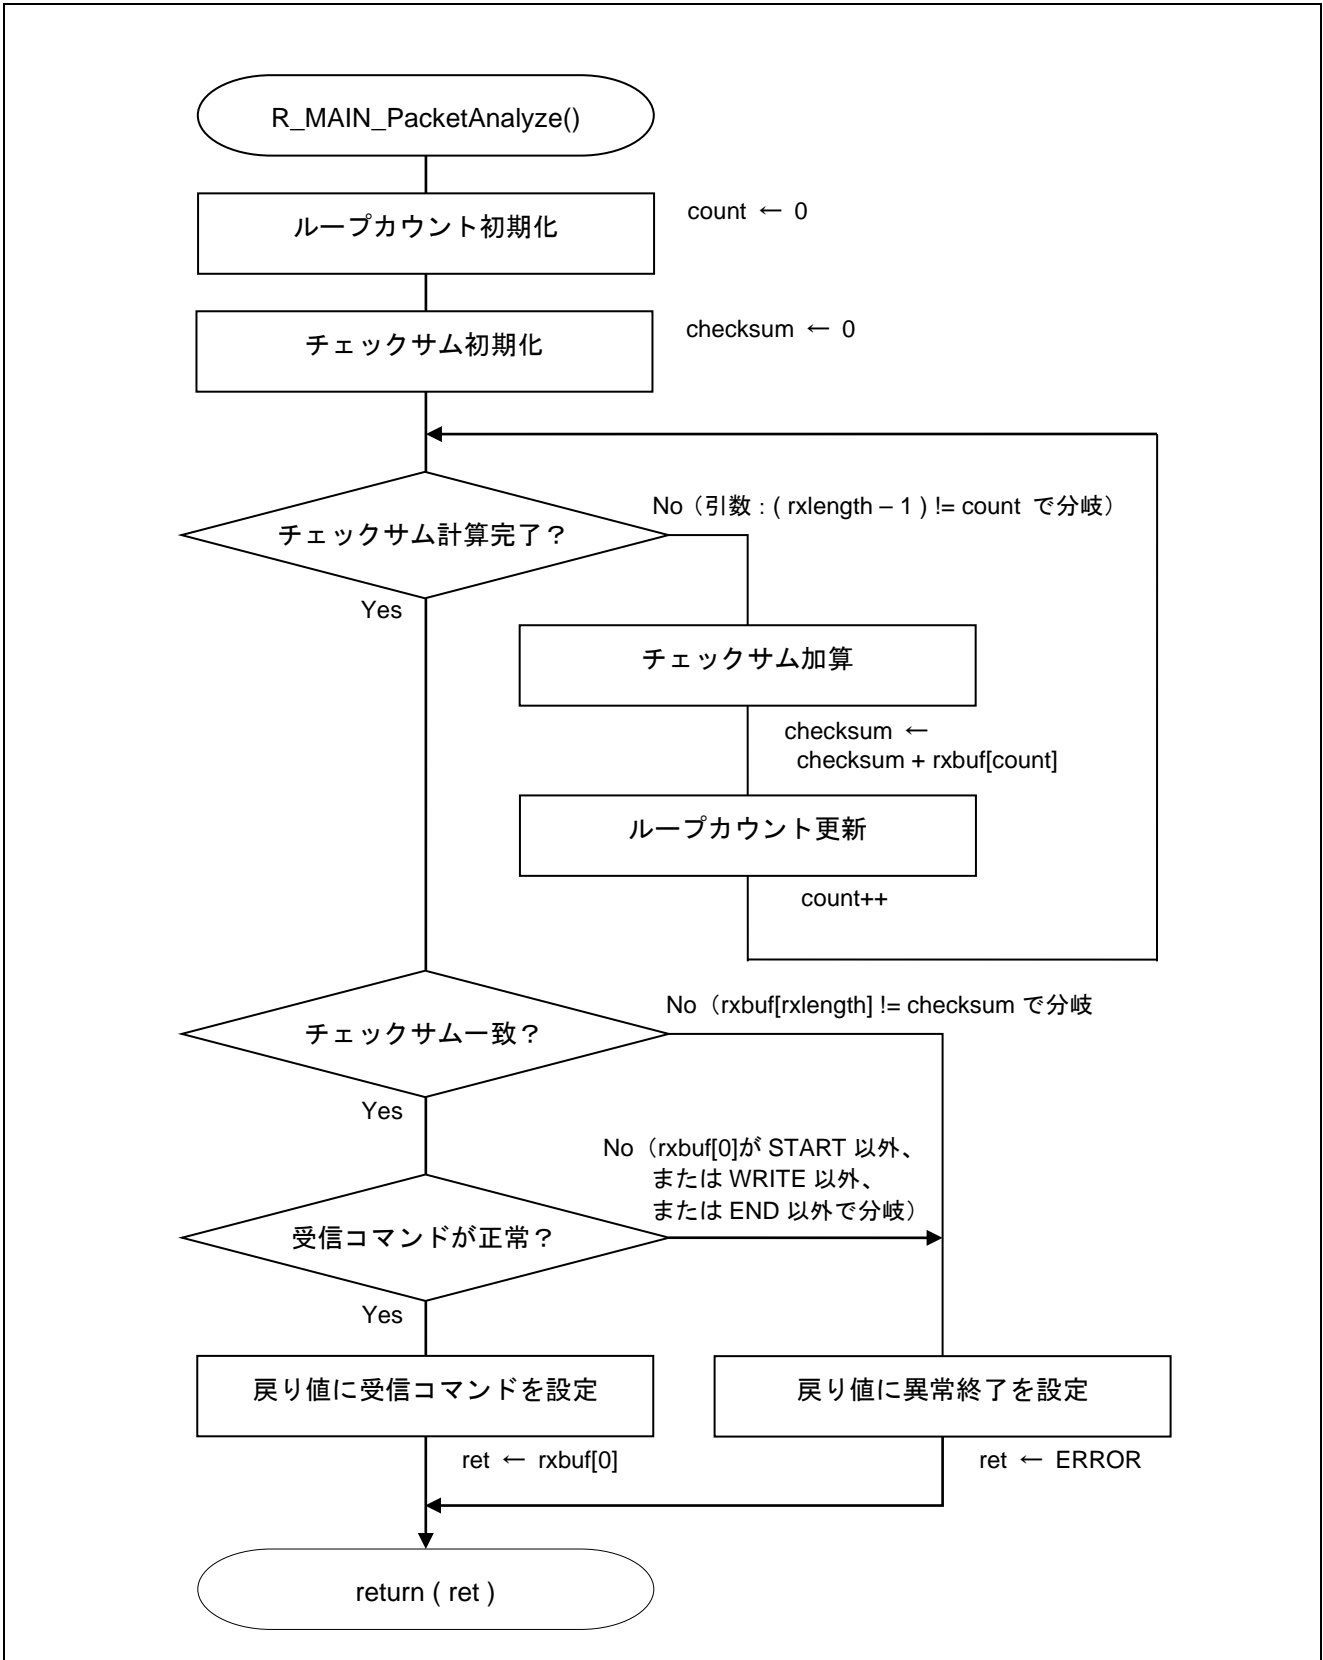 R_MAIN_PacketAnalyze()
ループカウント初期化
count ← 0
チェックサム初期化
checksum ← 0
No（引数：( rxlength – 1 ) != count で分岐）
チェックサム計算完了？
Yes
チェックサム加算
checksum ←
checksum + rxbuf[count]
ループカウント更新
count++
No（rxbuf[rxlength] != checksum で分岐
チェックサム一致？
Yes
No（rxbuf[0]が START 以外、
または WRITE 以外、
または END 以外で分岐）
受信コマンドが正常？
Yes
戻り値に受信コマンドを設定
戻り値に異常終了を設定
ret ← rxbuf[0]
ret ← ERROR
return ( ret )